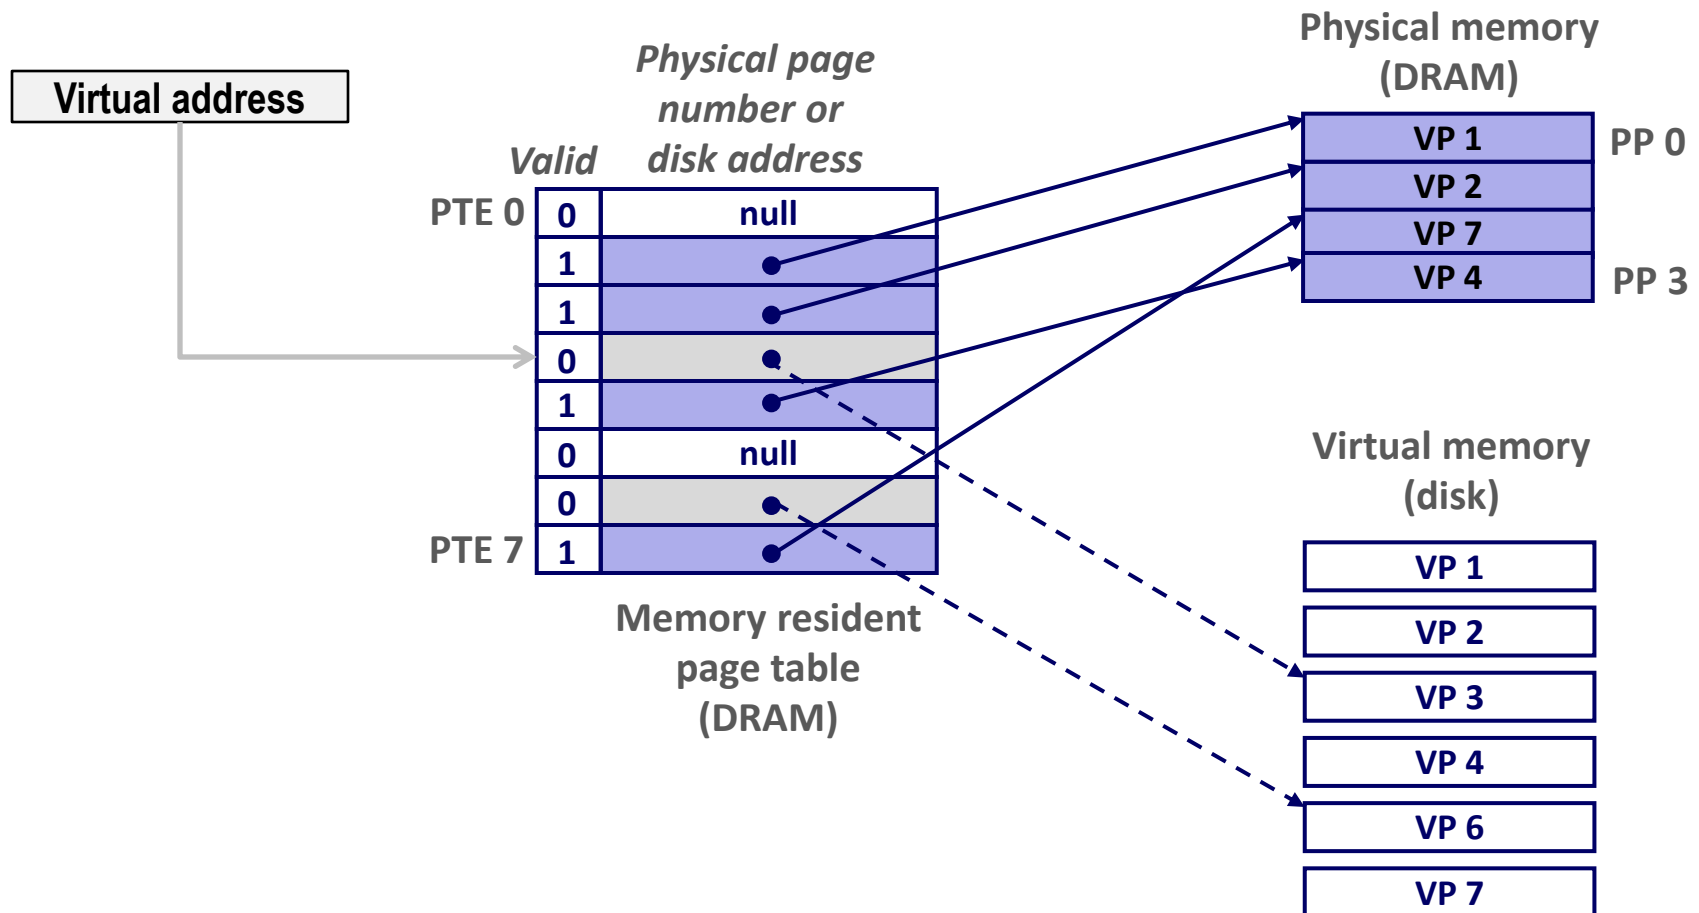 Virtual address
Physical page
number or
disk address
Valid
PTE 0
0
null
1
1
0
1
0
null
0
PTE 7
1
Memory resident
page table
(DRAM)
Physical memory
(DRAM)
VP 1
PP 0
VP 2
VP 7
VP 4
PP 3
Virtual memory
(disk)
VP 1
VP 2
VP 3
VP 4
VP 6
VP 7